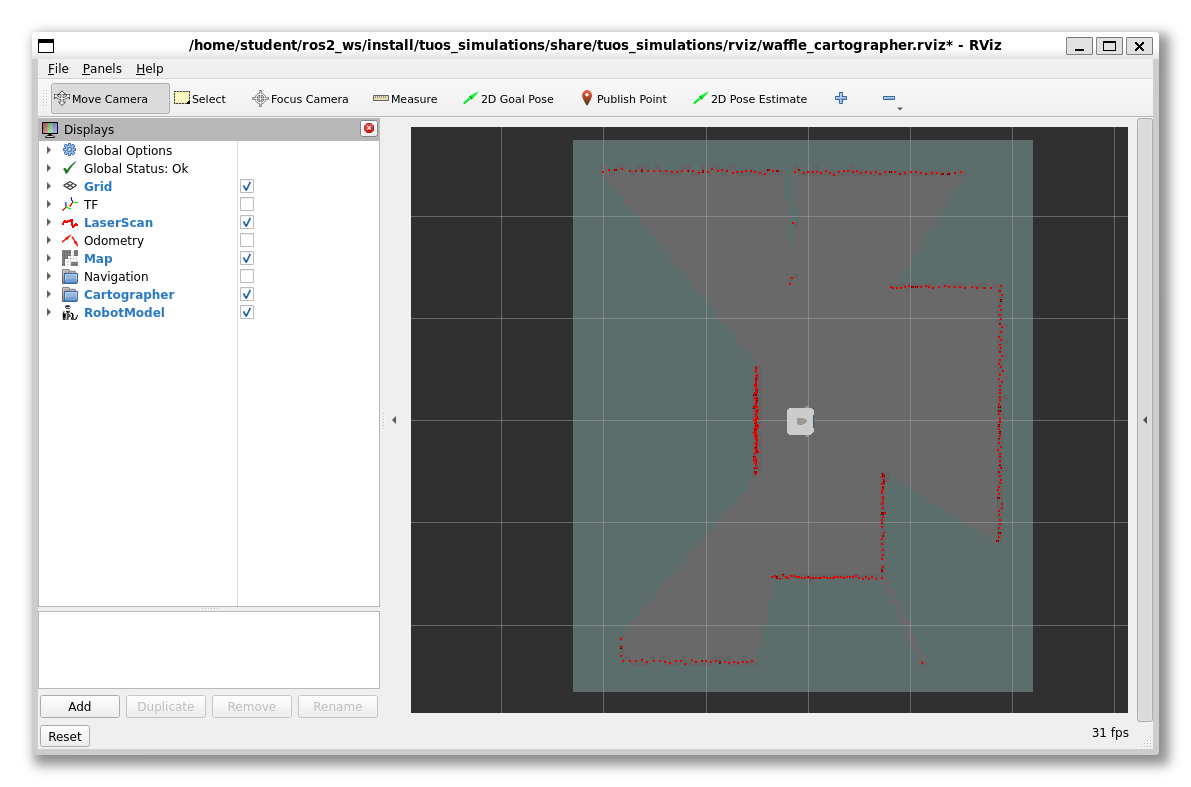 /home/student/ros2_ws/install/tuos_simulations/share/tuos_simulations/rviz/waffle_cartographer.rviz* - RViz
File Panels Help
Move Camera Select Focus Camera Measure 2D Goal Pose Publish Point 2D Pose Estimate
Displays
Global Options
Global Status: Ok
Grid
TF
LaserScan
Odometry
Map
Navigation
Cartographer
RobotModel
Add Duplicate Remove Rename
Reset
31 fps